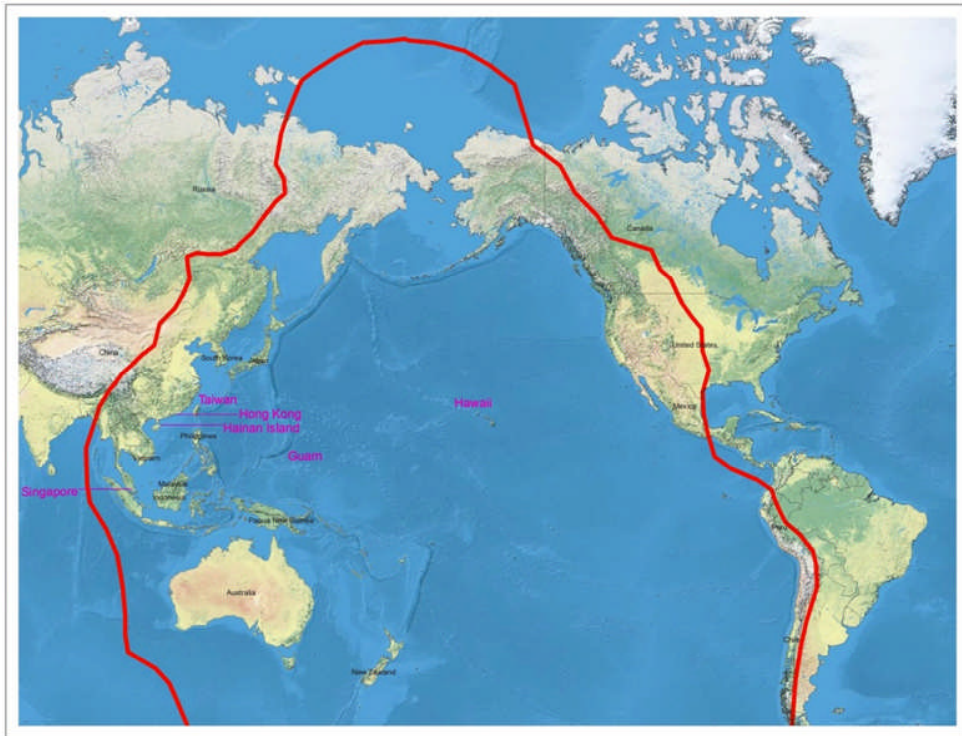 Russia
Canada
China
South Korea
Japan
United States
Taiwan
Hong Kong
Hainan Island
Hawaii
Mexico
Philippines
Guam
Vietnam
Singapore
Malaysia
Indonesia
Papua New Guinea
Peru
Australia
Chile
New Zealand